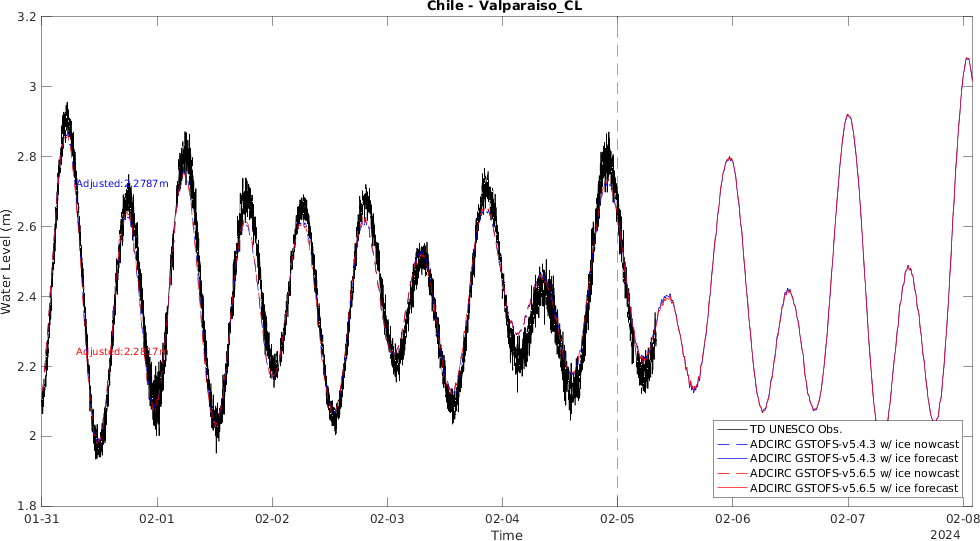 Chile - Valparaiso_CL
3.2
3
2.8
2.6
2.4
2.2
2
1.8
Water Level (m)
Adjusted:2.2787m
Adjusted:2.2817m
TD UNESCO Obs.
ADCIRC GSTOFS-v5.4.3 w/ ice nowcast
ADCIRC GSTOFS-v5.4.3 w/ ice forecast
ADCIRC GSTOFS-v5.6.5 w/ ice nowcast
ADCIRC GSTOFS-v5.6.5 w/ ice forecast
01-31 02-01 02-02 02-03 02-04 02-05 02-06 02-07 02-08
Time
2024